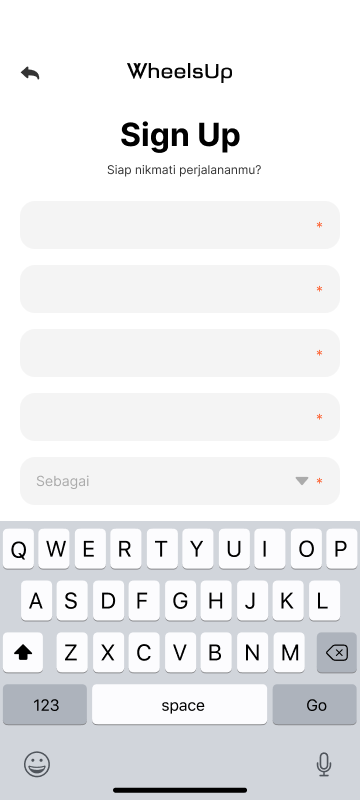 WheelsUp
Sign Up
Siap nikmati perjalananmu?
*
*
*
*
Sebagai *
Q W E R T Y U I O P
A S D F G H J K L
Z X C V B N M
123 space Go